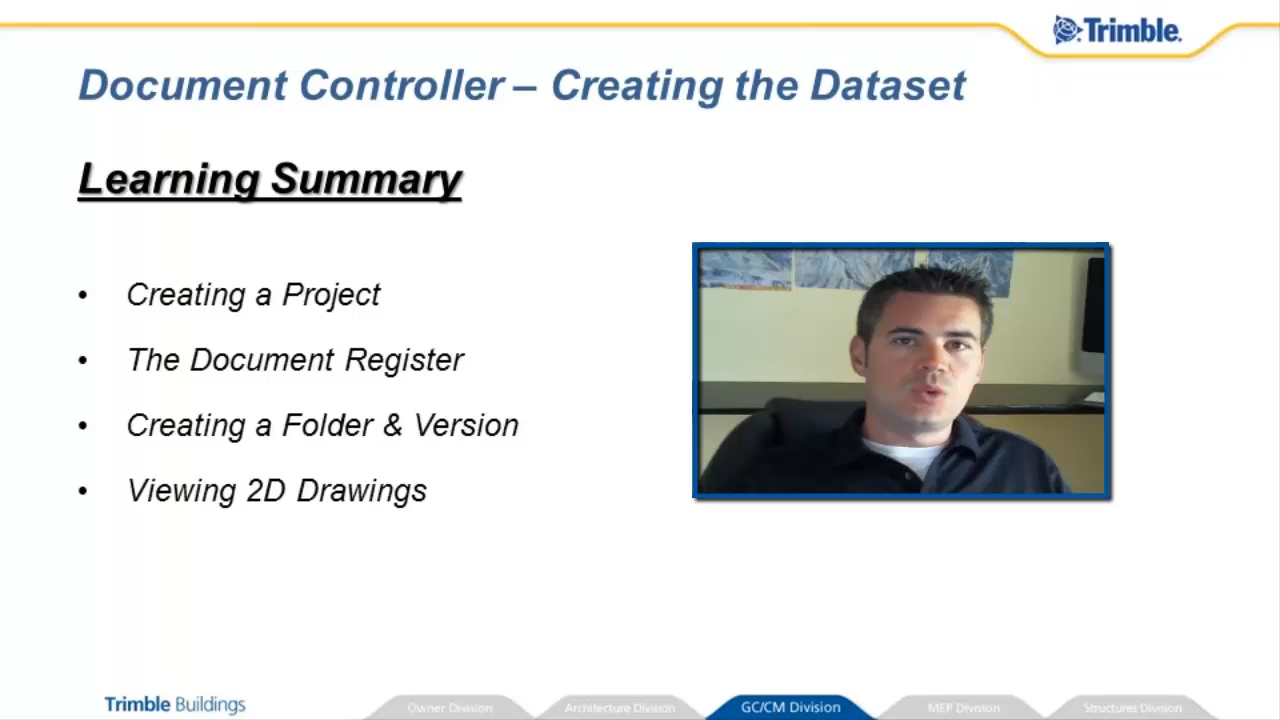 Trimble.
Document Controller – Creating the Dataset
Learning Summary
• Creating a Project
• The Document Register
• Creating a Folder & Version
• Viewing 2D Drawings
Trimble Buildings
Owner Division
Architecture Division
GC/CM Division
MEP Division
Structures Division